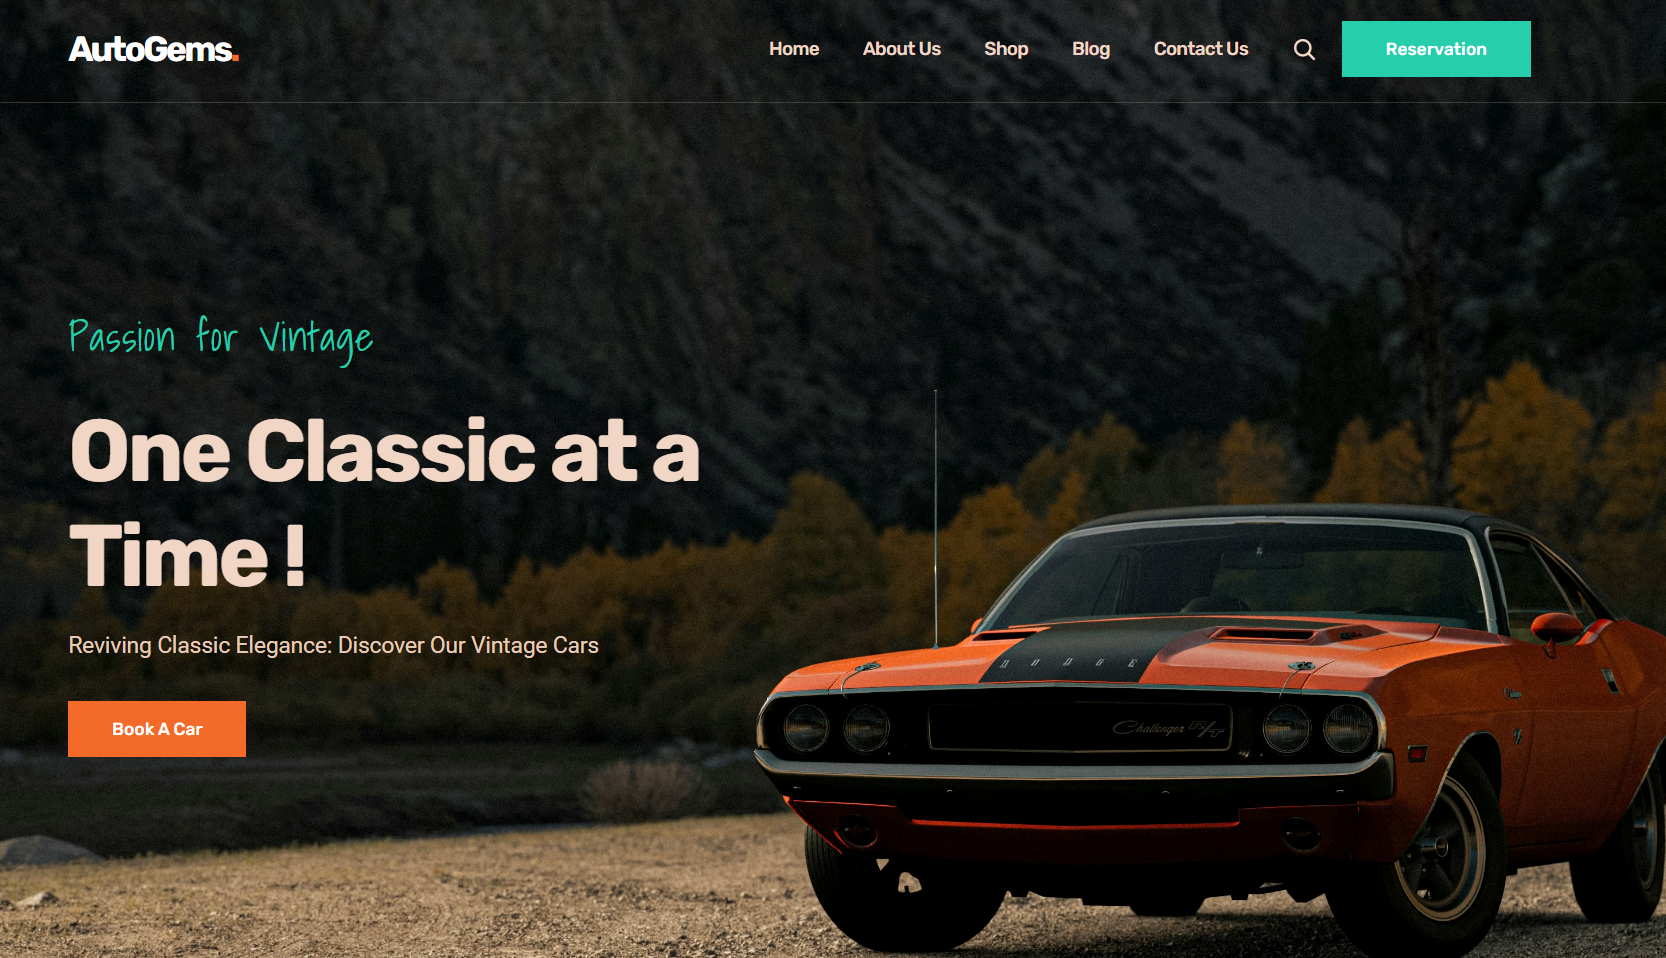 AutoGems.
Home About Us Shop Blog Contact Us Reservation
Passion for Vintage
One Classic at a
Time !
Reviving Classic Elegance: Discover Our Vintage Cars
Book A Car
DODGE
Challenger R/T